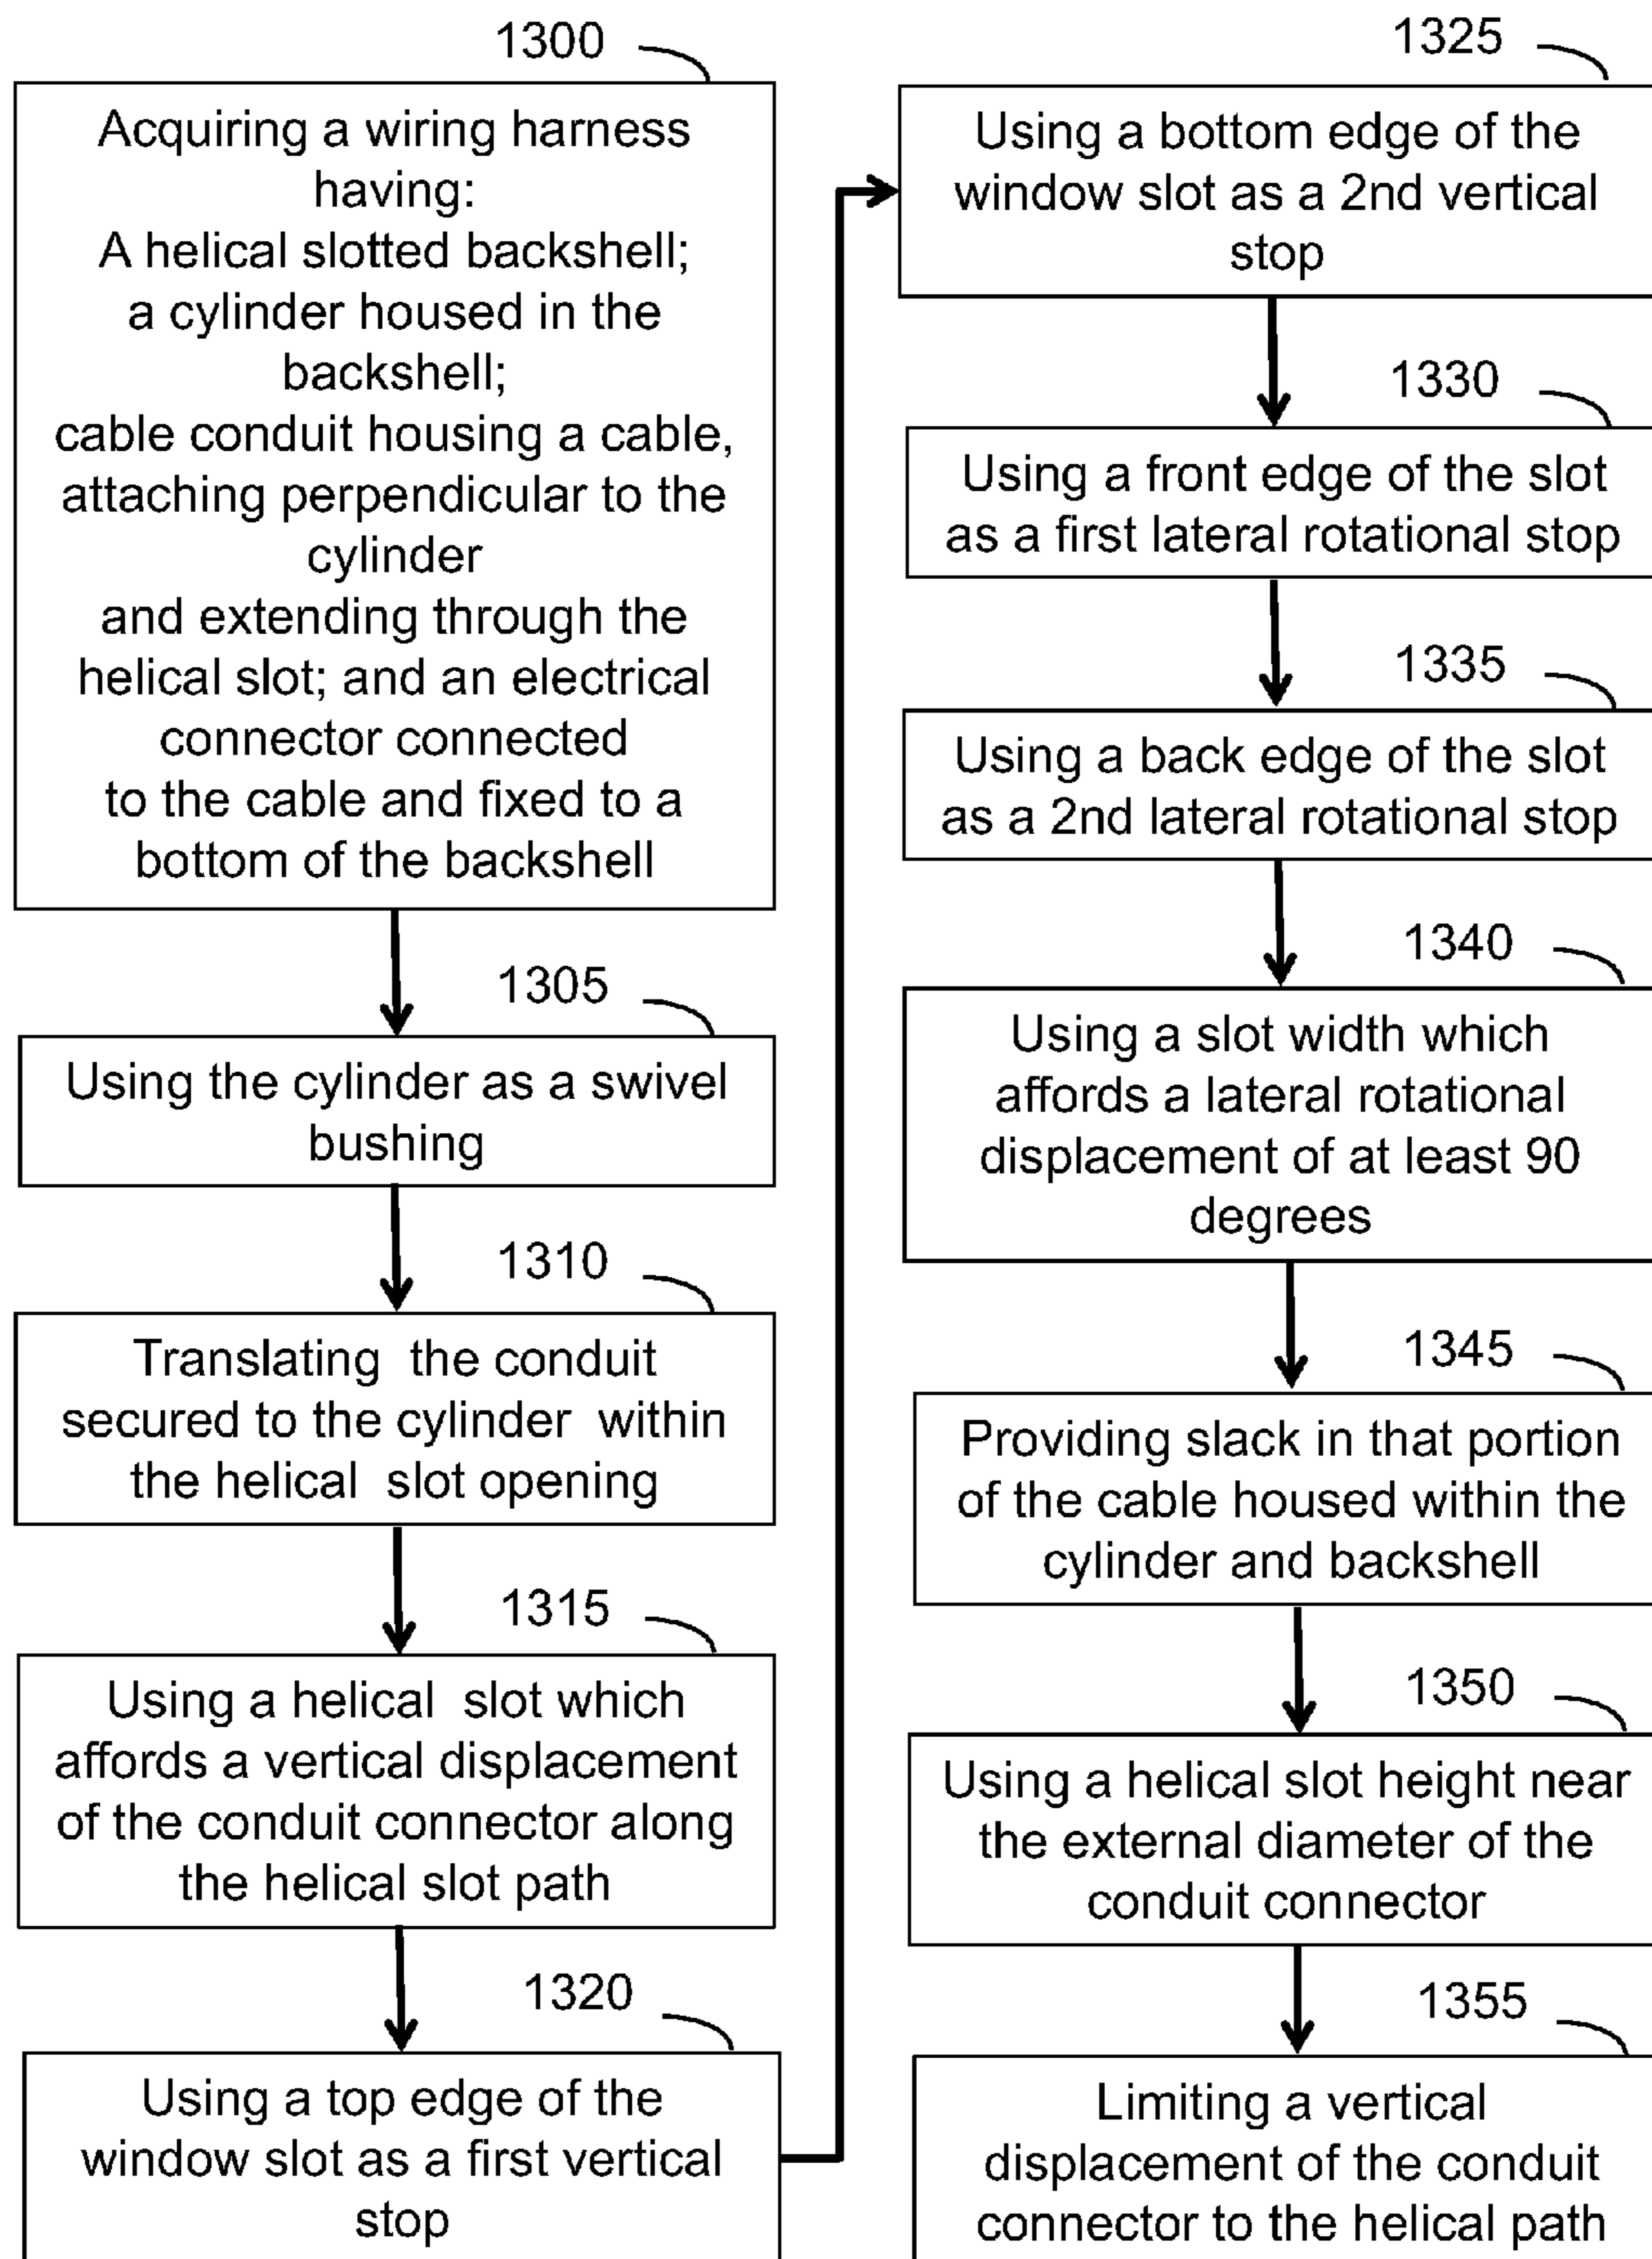 1300
Acquiring a wiring harness
having:
A helical slotted backshell;
a cylinder housed in the
backshell;
cable conduit housing a cable,
attaching perpendicular to the
cylinder
and extending through the
helical slot; and an electrical
connector connected
to the cable and fixed to a
bottom of the backshell
1305
Using the cylinder as a swivel
bushing
1310
Translating the conduit
secured to the cylinder within
the helical slot opening
1315
Using a helical slot which
affords a vertical displacement
of the conduit connector along
the helical slot path
1320
Using a top edge of the
window slot as a first vertical
stop
1325
Using a bottom edge of the
window slot as a 2nd vertical
stop
1330
Using a front edge of the slot
as a first lateral rotational stop
1335
Using a back edge of the slot
as a 2nd lateral rotational stop
1340
Using a slot width which
affords a lateral rotational
displacement of at least 90
degrees
1345
Providing slack in that portion
of the cable housed within the
cylinder and backshell
1350
Using a helical slot height near
the external diameter of the
conduit connector
1355
Limiting a vertical
displacement of the conduit
connector to the helical path